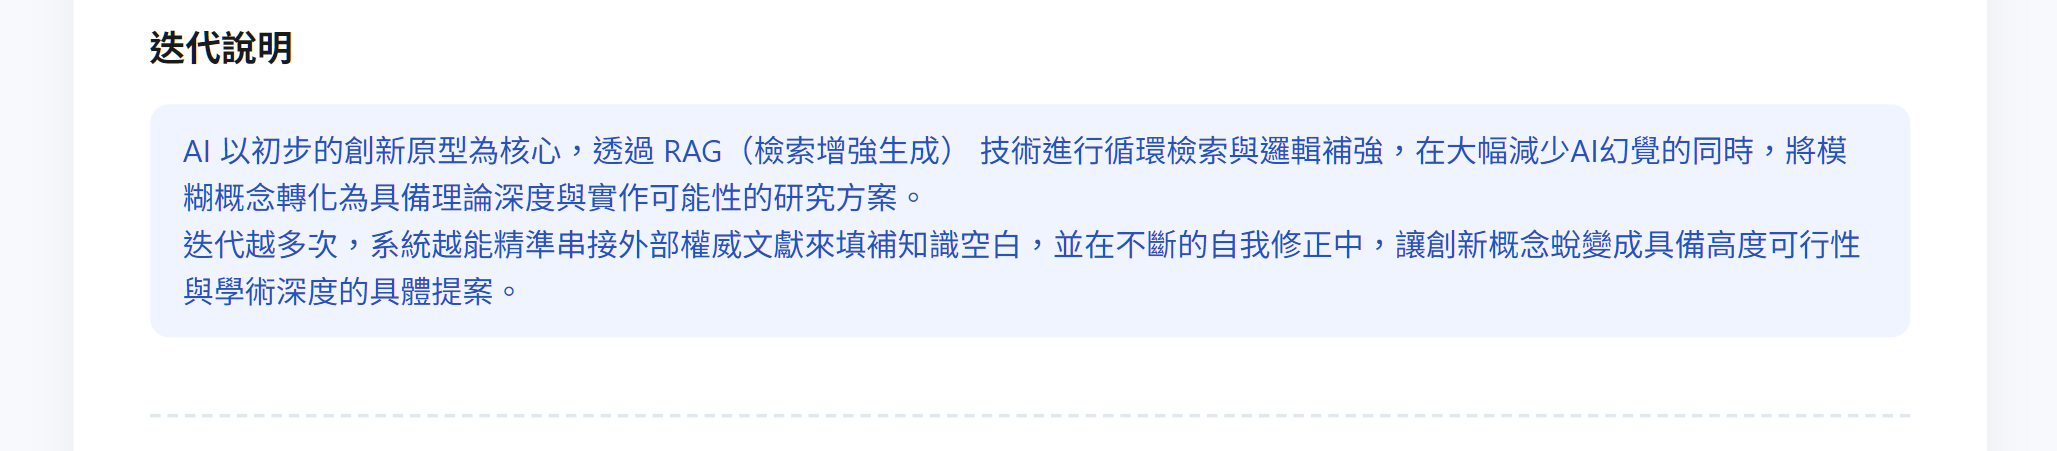 迭代說明
AI 以初步的創新原型為核心，透過 RAG（檢索增強生成） 技術進行循環檢索與邏輯補強，在大幅減少AI幻覺的同時，將模
糊概念轉化為具備理論深度與實作可能性的研究方案。
迭代越多次，系統越能精準串接外部權威文獻來填補知識空白，並在不斷的自我修正中，讓創新概念蛻變成具備高度可行性
與學術深度的具體提案。